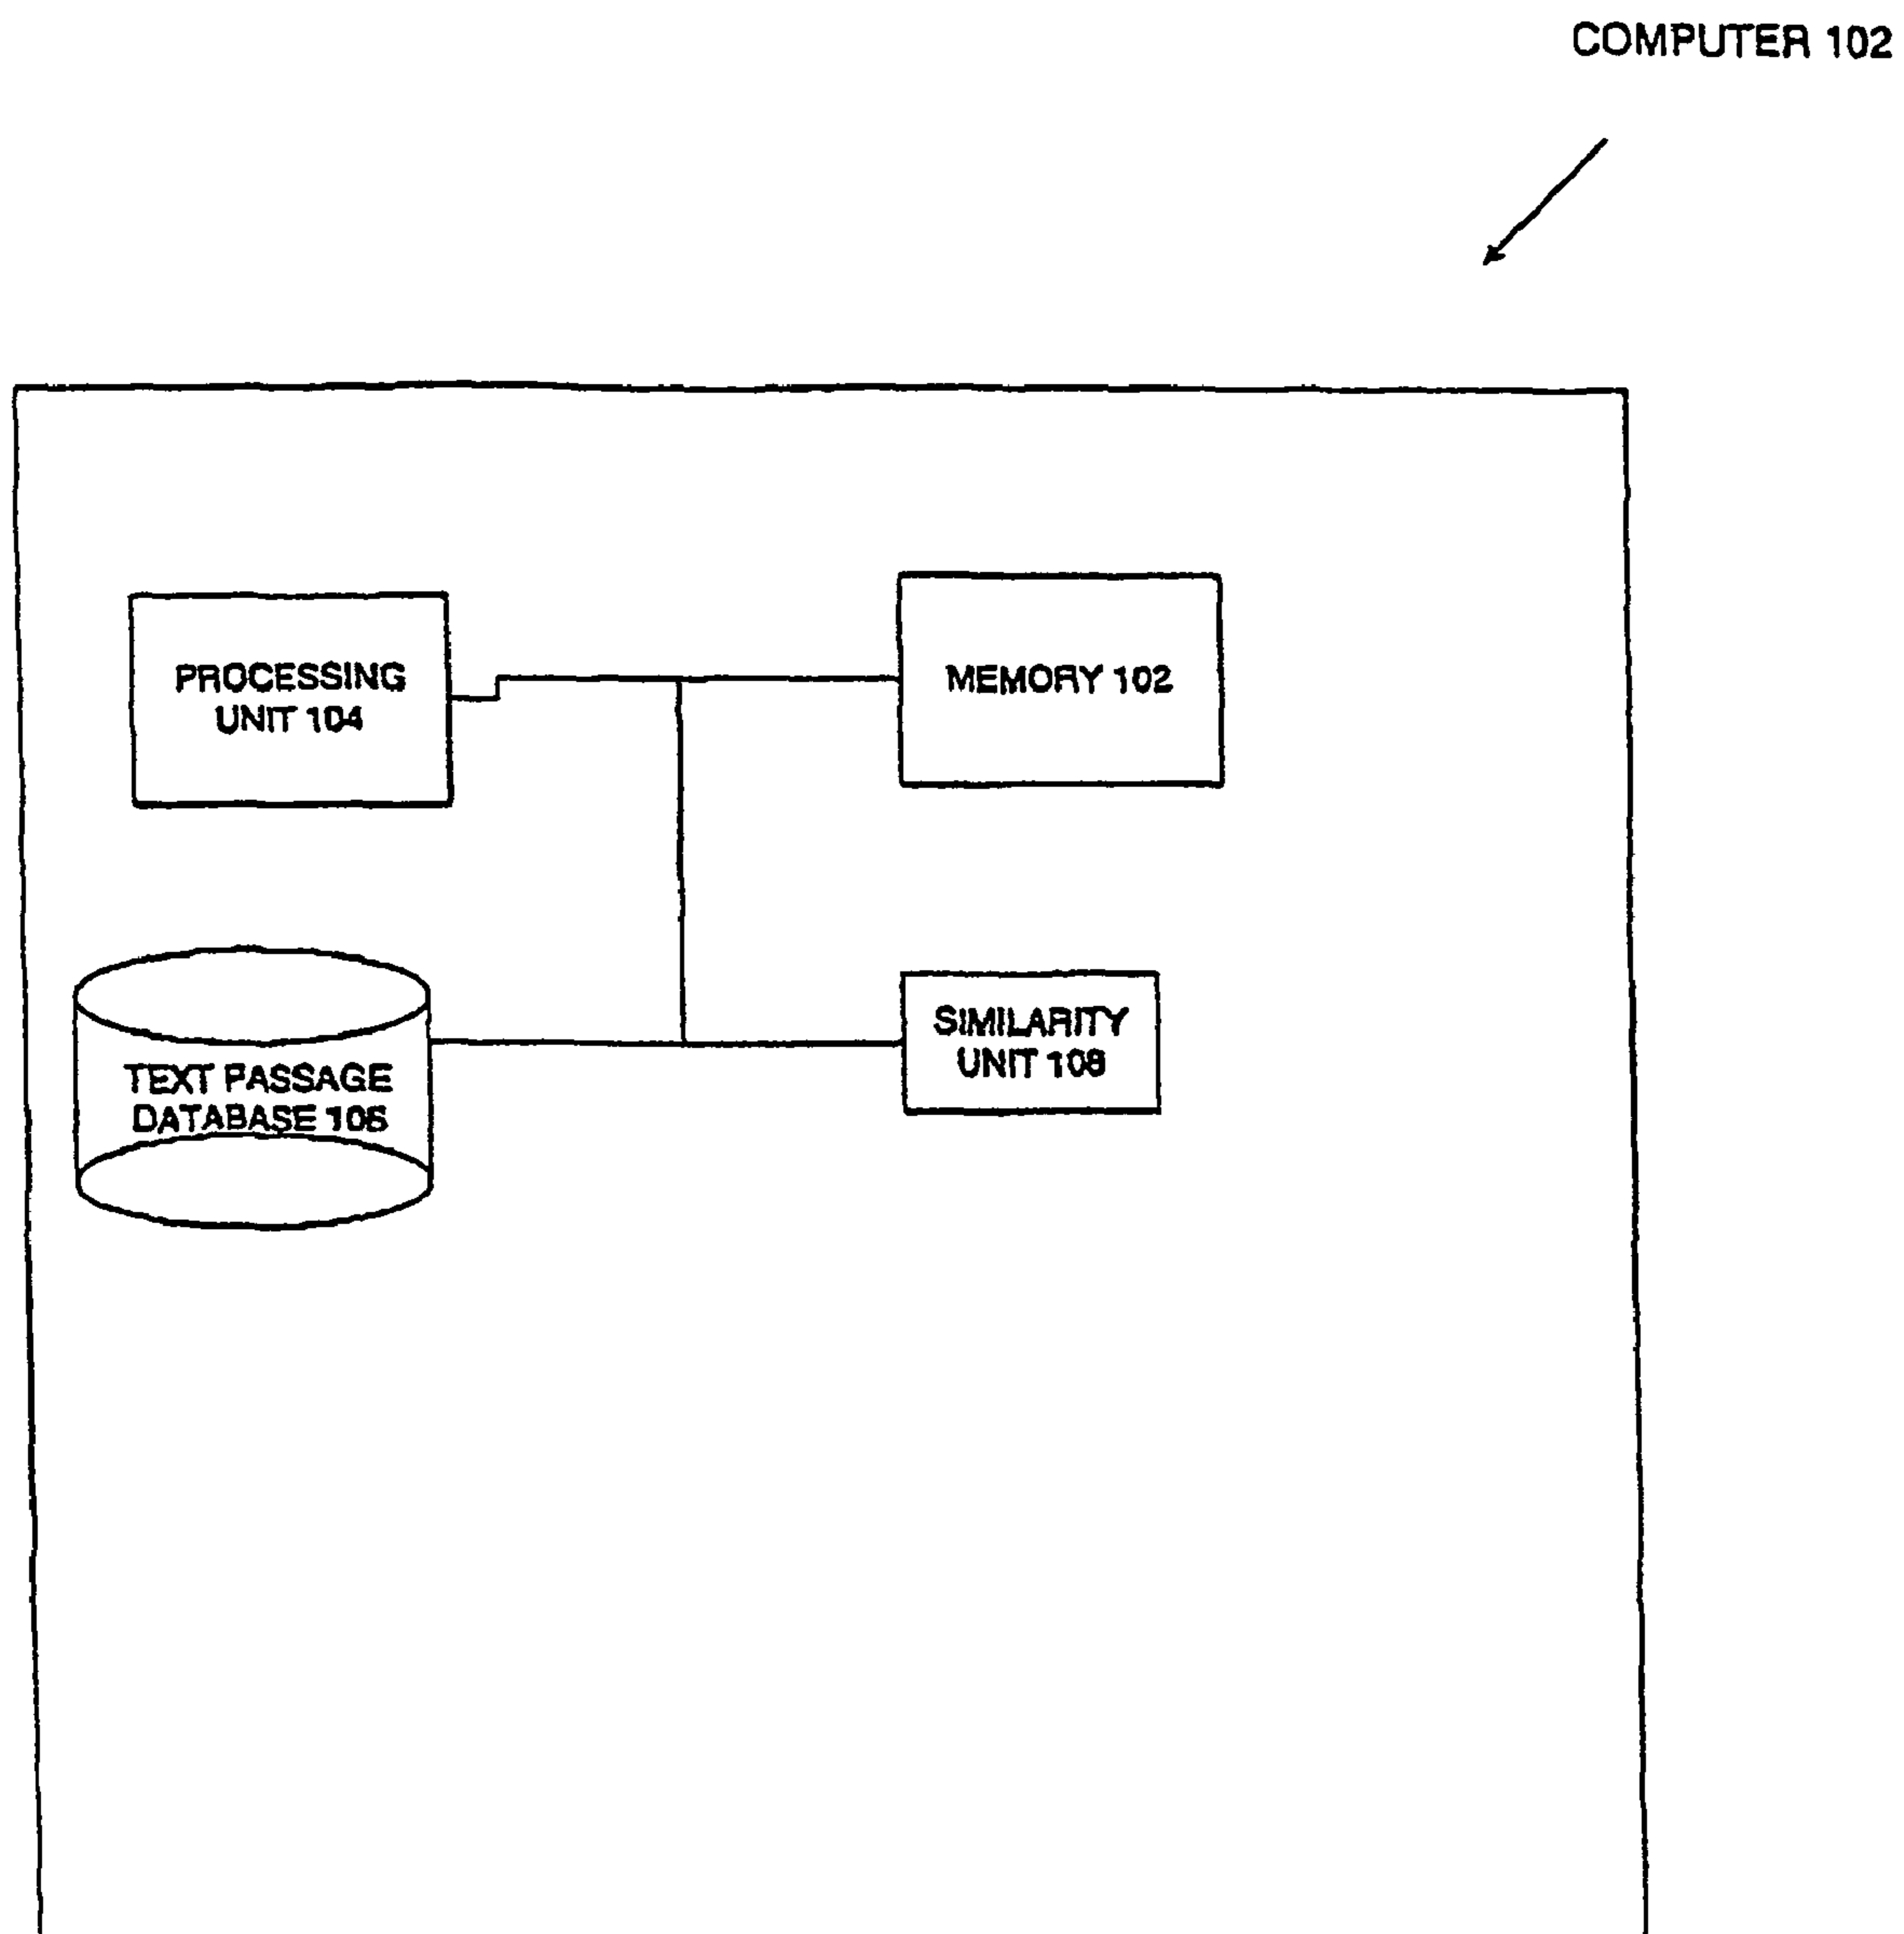 COMPUTER 102
PROCESSING
UNIT 104
MEMORY 102
SIMILARITY
UNIT 108
TEXT PASSAGE
DATABASE 106